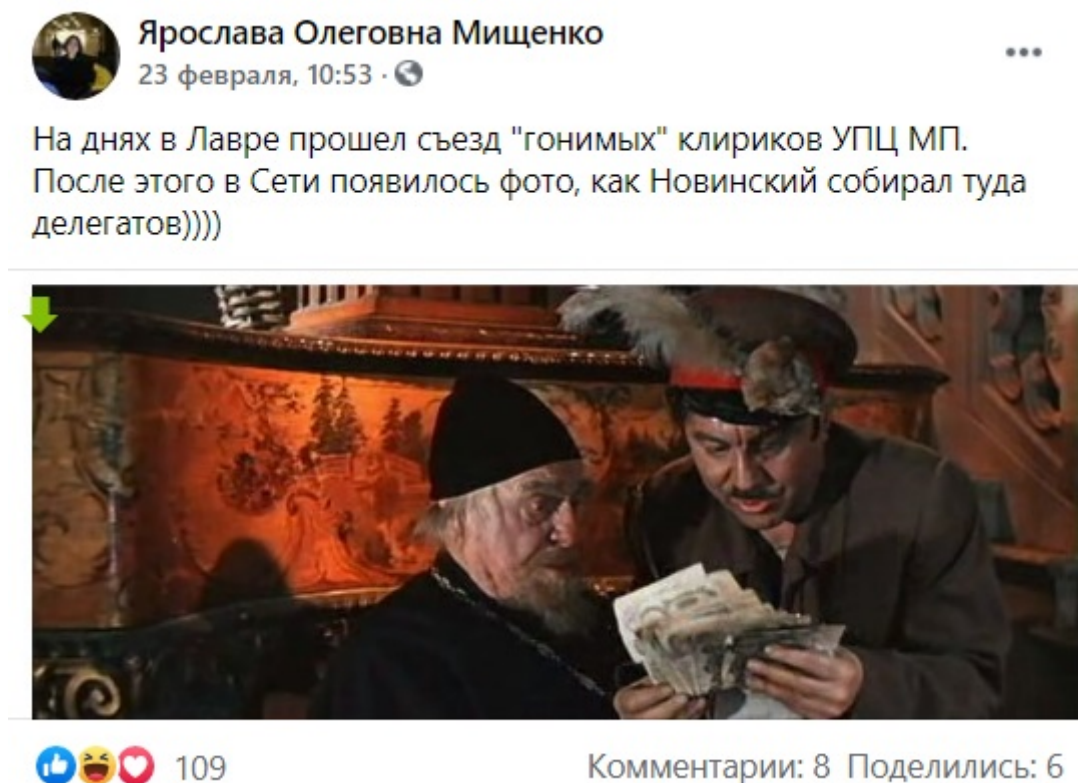 Ярослава Олеговна Мищенко
23 февраля, 10:53 ·
На днях в Лавре прошел съезд "гонимых" клириков УПЦ МП.
После этого в Сети появилось фото, как Новинский собирал туда
делегатов))))
109 Комментарии: 8 Поделились: 6